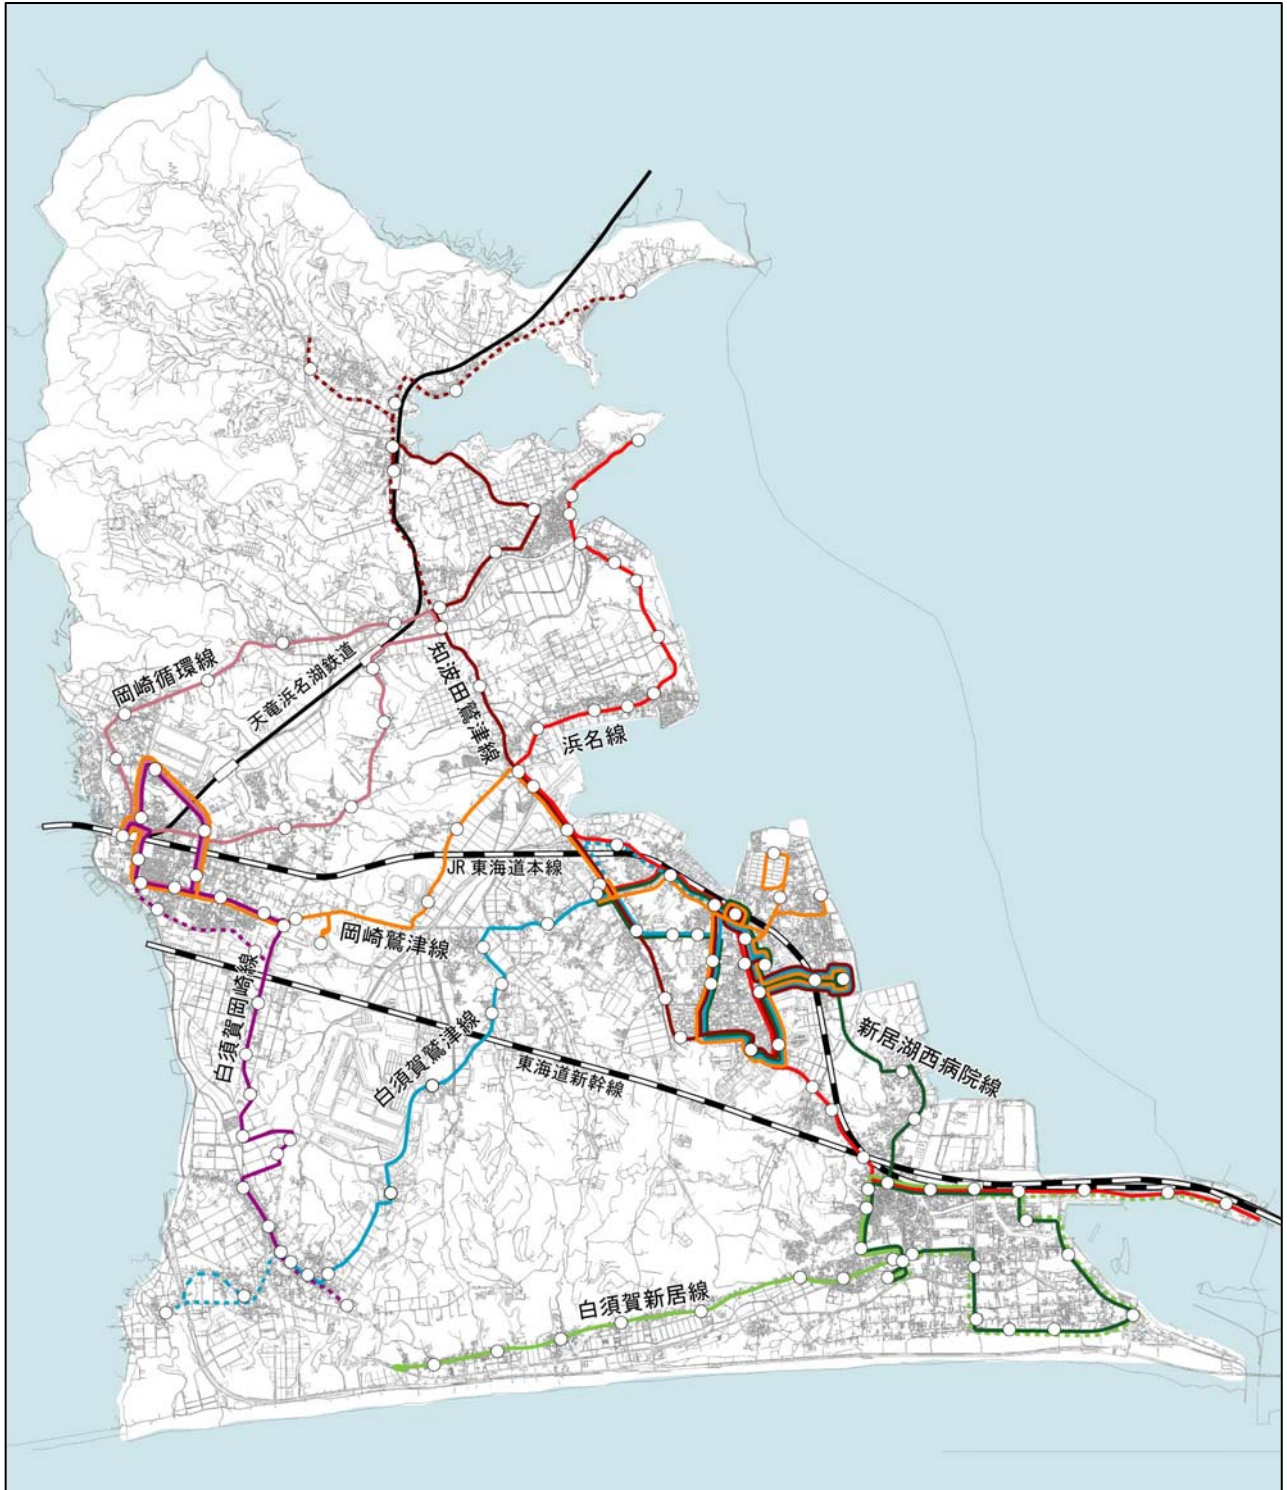 岡崎循環線
天竜浜名湖鉄道
知波田鷲津線
浜名線
JR 東海道本線
岡崎鷲津線
白須賀岡崎線
白須賀鷲津線
東海道新幹線
新居湖西病院線
白須賀新居線